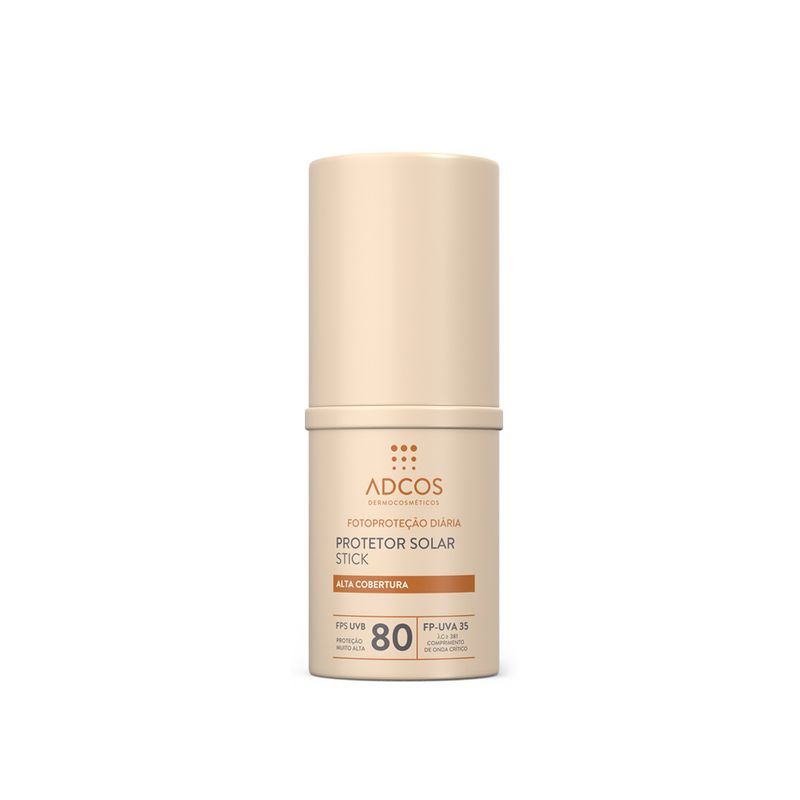 ADCOS
DERMOCOSMÉTICOS
FOTOPROTEÇÃO DIÁRIA
PROTETOR SOLAR
STICK
ALTA COBERTURA
FPS UVB
PROTEÇÃO
MUITO ALTA
80
FP-UVA 35
λ.C ≥ 381
COMPRIMENTO
DE ONDA CRÍTICO